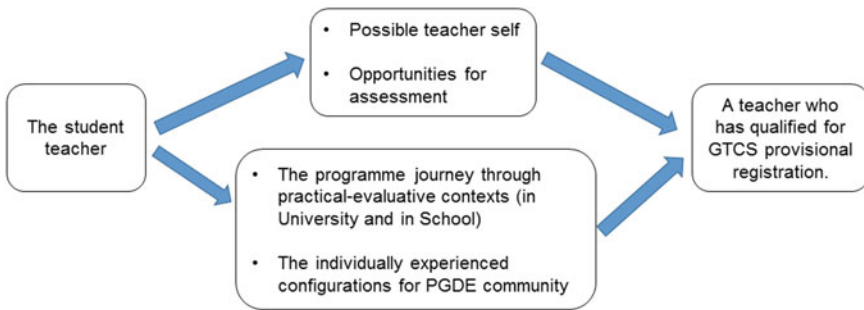 The student
teacher
• Possible teacher self
• Opportunities for
assessment
• The programme journey through
practical-evaluative contexts (in
University and in School)
• The individually experienced
configurations for PGDE community
A teacher who
has qualified for
GTCS provisional
registration.